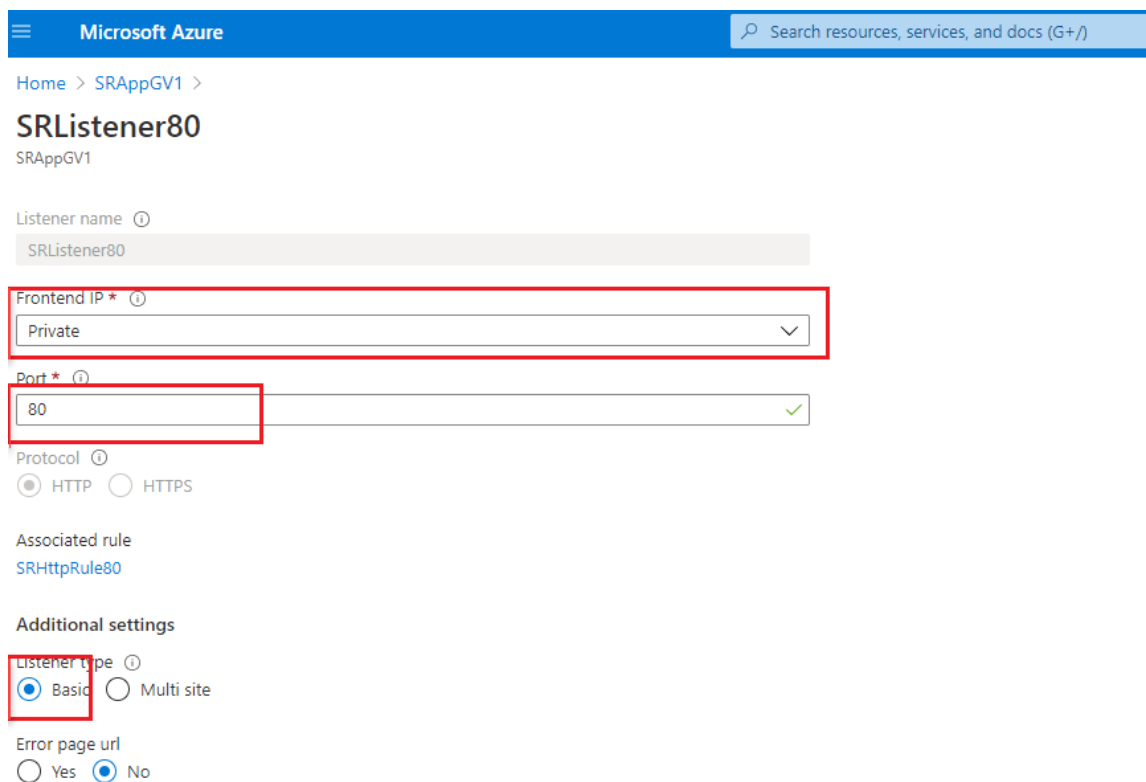 Microsoft Azure
Search resources, services, and docs (G+/)
Home > SRAppGV1 >
SRListener80
SRAppGV1
Listener name
SRListener80
Frontend IP *
Private
Port *
80
Protocol
HTTP HTTPS
Associated rule
SRHttpRule80
Additional settings
Listener type
Basic Multi site
Error page url
Yes No